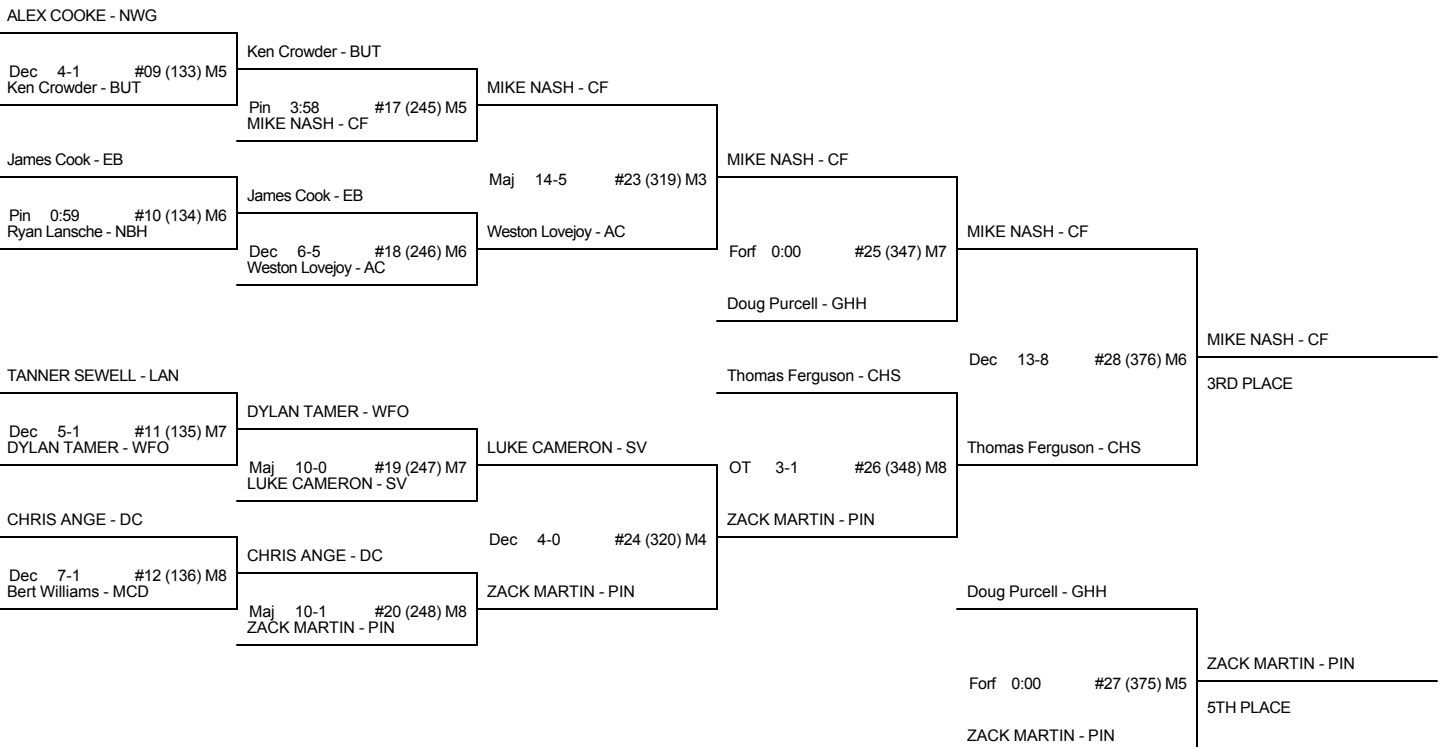 ALEX COOKE - NWG
Dec 4-1 #09 (133) M5
Ken Crowder - BUT
James Cook - EB
Pin 0:59 #10 (134) M6
Ryan Lansche - NBH
TANNER SEWELL - LAN
Dec 5-1 #11 (135) M7
DYLAN TAMER - WFO
CHRIS ANGE - DC
Dec 7-1 #12 (136) M8
Bert Williams - MCD
Ken Crowder - BUT
Pin 3:58 #17 (245) M5
MIKE NASH - CF
James Cook - EB
Dec 6-5 #18 (246) M6
Weston Lovejoy - AC
DYLAN TAMER - WFO
Maj 10-0 #19 (247) M7
LUKE CAMERON - SV
CHRIS ANGE - DC
Maj 10-1 #20 (248) M8
ZACK MARTIN - PIN
MIKE NASH - CF
Maj 14-5 #23 (319) M3
Weston Lovejoy - AC
LUKE CAMERON - SV
Dec 4-0 #24 (320) M4
ZACK MARTIN - PIN
MIKE NASH - CF
Forf 0:00 #25 (347) M7
Doug Purcell - GHH
Thomas Ferguson - CHS
OT 3-1 #26 (348) M8
ZACK MARTIN - PIN
MIKE NASH - CF
Dec 13-8 #28 (376) M6
Thomas Ferguson - CHS
Doug Purcell - GHH
Forf 0:00 #27 (375) M5
ZACK MARTIN - PIN
MIKE NASH - CF
3RD PLACE
ZACK MARTIN - PIN
5TH PLACE